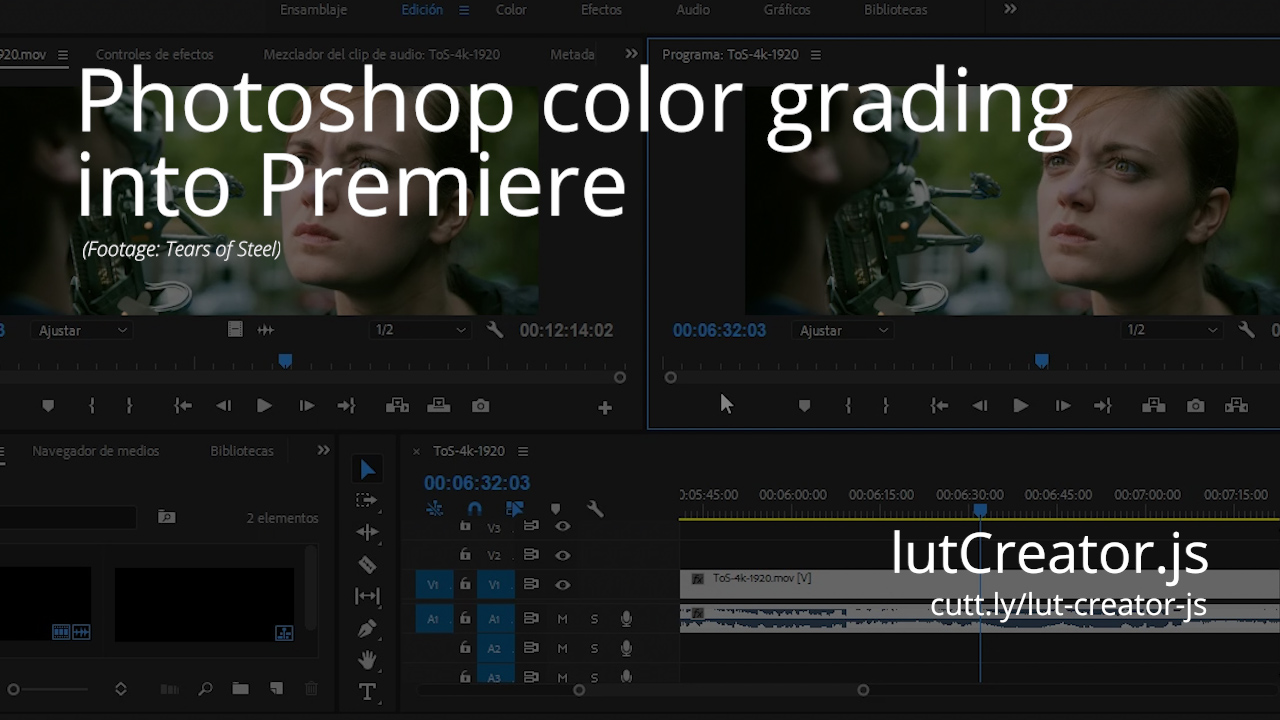 Ensamblaje Edición Color Efectos Audio Gráficos Bibliotecas
920.mov Controles de efectos Mezclador del clip de audio: ToS-4k-1920 Metada Programa: ToS-4k-1920
Photoshop color grading
into Premiere
(Footage: Tears of Steel)
3 Ajustar 1/2 00:12:14:02 00:06:32:03 Ajustar 1/2 0
Navegador de medios Bibliotecas ToS-4k-1920
00:06:32:03
0:05:45:00 00:06:00:00 00:06:15:00 00:06:30:00 00:06:45:00 00:07:00:00 00:07:15:00
2 elementos V3
V2
lutCreator.js
V1 V1 fx ToS-4k-1920.mov [V]
cutt.ly/lut-creator-js
A1 A1 M S fx
A2 M S
A3 M S